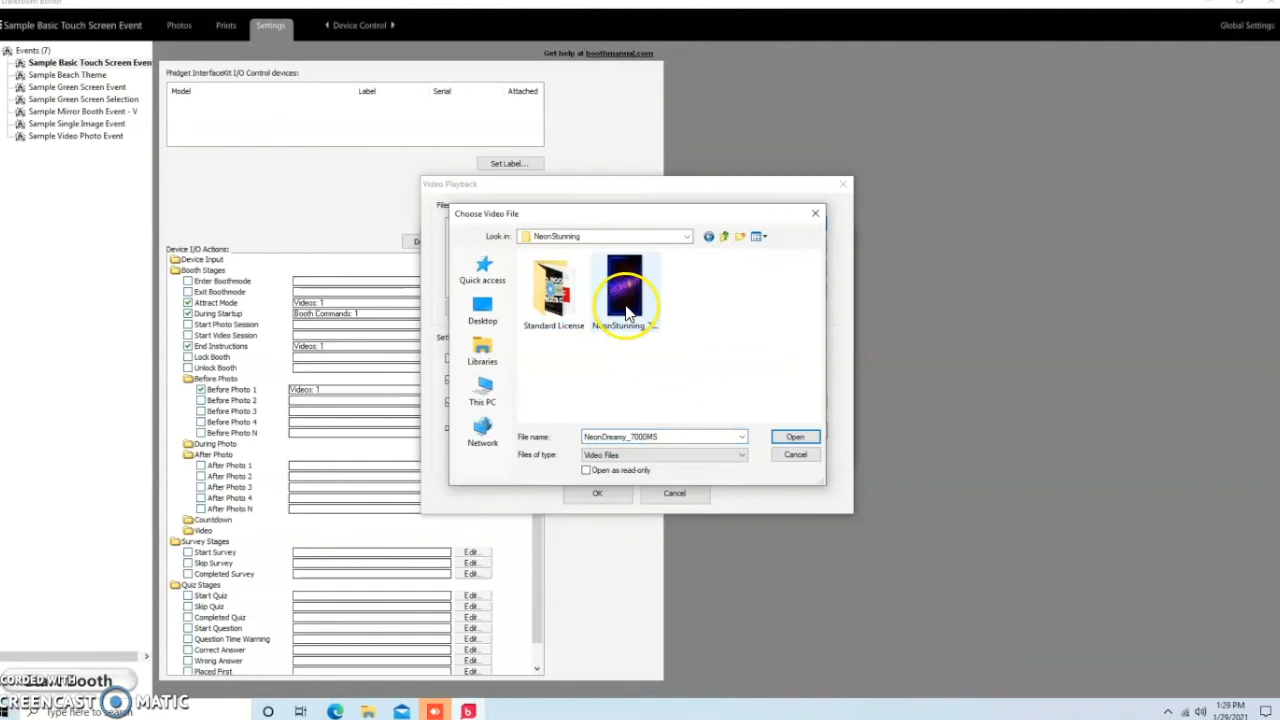 Sample Basic Touch Screen Event
Photos
Prints
Settings
Device Control
Global Settings
Events (7)
Sample Basic Touch Screen Even
Sample Beach Theme
Sample Green Screen Event
Sample Green Screen Selection
Sample Mirror Booth Event - V
Sample Single Image Event
Sample Video Photo Event
Get help at boothmanual.com
Phidget InterfaceKit I/O Control devices:
Model Label Serial Attached
Set Label...
Device I/O Actions:
Device Input
Booth Stages
Enter Boothmode
Exit Boothmode
Attract Mode Videos: 1
During Startup Booth Commands: 1
Start Photo Session
Start Video Session
End Instructions Videos: 1
Lock Booth
Unlock Booth
Before Photo
Before Photo 1 Videos: 1
Before Photo 2
Before Photo 3
Before Photo 4
Before Photo N
During Photo
After Photo
After Photo 1
After Photo 2
After Photo 3
After Photo 4
After Photo N
Countdown
Video
Survey Stages
Start Survey Edit...
Skip Survey Edit...
Completed Survey Edit...
Quiz Stages
Start Quiz Edit...
Skip Quiz Edit...
Completed Quiz Edit...
Start Question Edit...
Question Time Warning Edit...
Correct Answer Edit...
Wrong Answer Edit...
Placed First Edit...
Video Playback
Choose Video File
Look in: NeonStunning
Quick access
Desktop
Libraries
This PC
Network
Standard License
NeonStunning_70...
File name: NeonDreamy_7000MS
Open
Files of type: Video Files
Cancel
Open as read-only
OK
Cancel
Booth
SCREENCAST MATIC
Type here to search
1:29 PM
1/29/2021